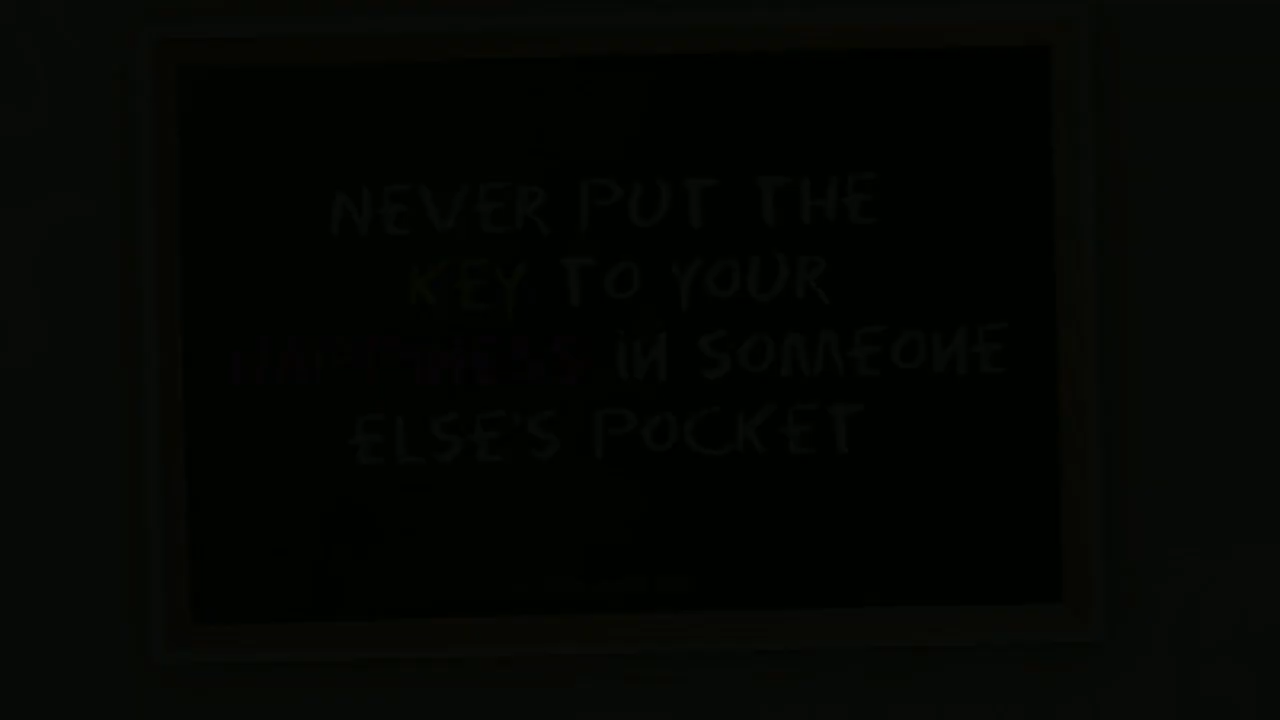 NEVER PUT THE
KEY TO YOUR
HAPPINESS iN SOMEONE
ELSE'S POCKET